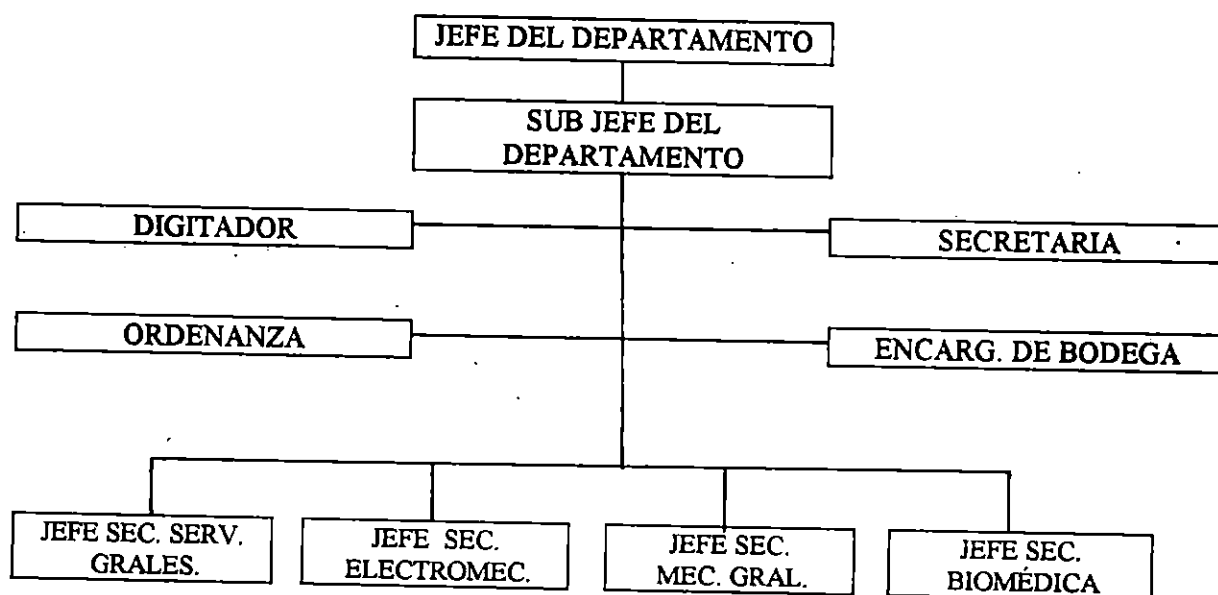 JEFE DEL DEPARTAMENTO
SUB JEFE DEL
DEPARTAMENTO
DIGITADOR
SECRETARIA
ORDENANZA
ENCARG. DE BODEGA
JEFE SEC. SERV.
GRALES.
JEFE SEC.
ELECTROMEC.
JEFE SEC.
MEC. GRAL.
JEFE SEC.
BIOMÉDICA